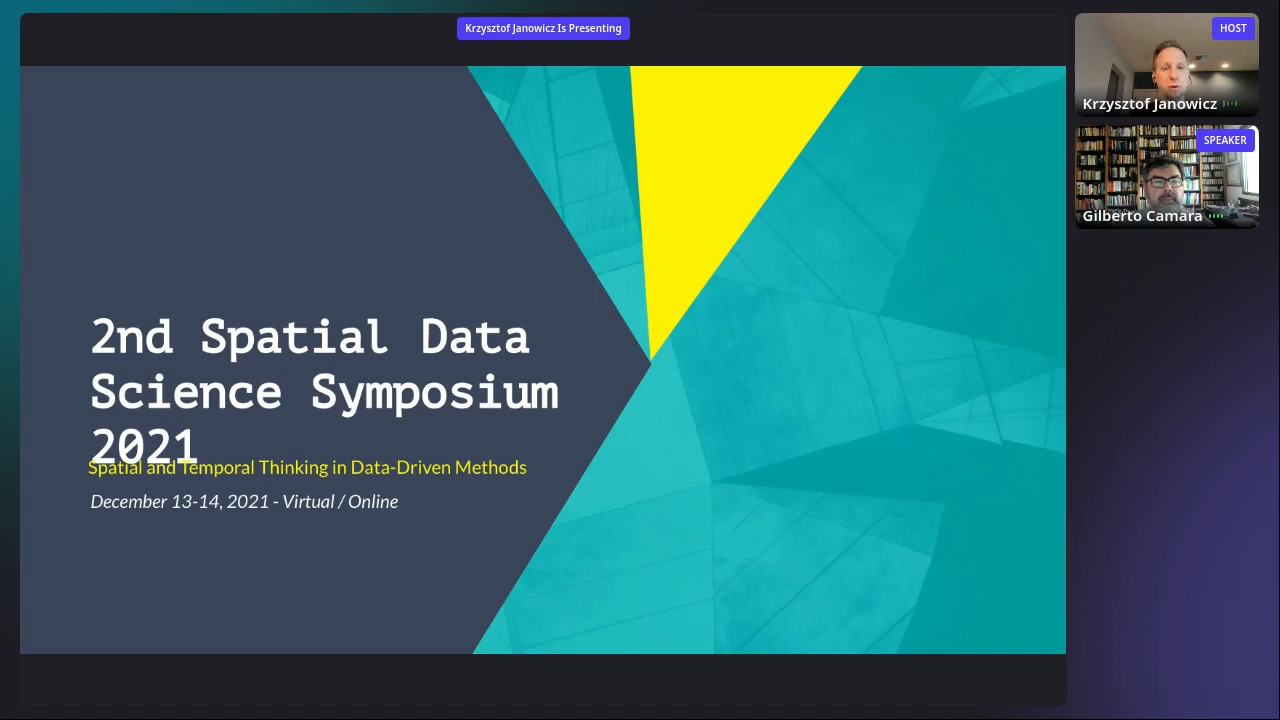 Krzysztof Janowicz Is Presenting
HOST
Krzysztof Janowicz
SPEAKER
Gilberto Camara
2nd Spatial Data
Science Symposium
2021
Spatial and Temporal Thinking in Data-Driven Methods
December 13-14, 2021 - Virtual / Online